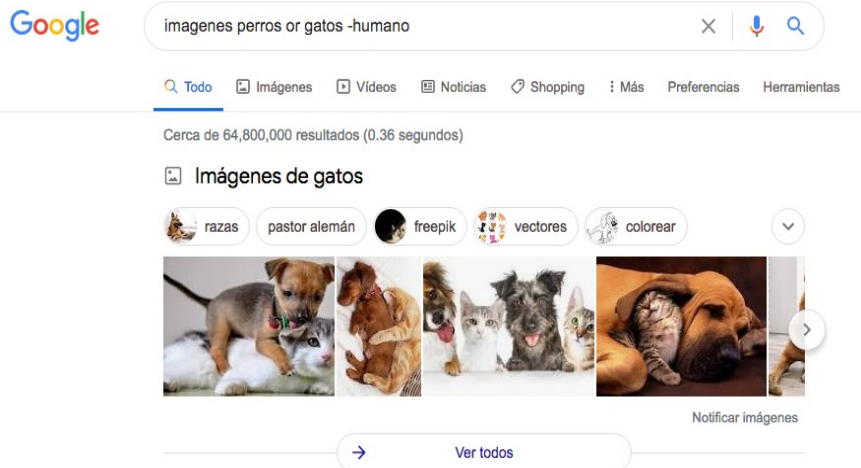 Google imagenes perros or gatos -humano
Todo Imágenes Vídeos Noticias Shopping Más Preferencias Herramientas
Cerca de 64,800,000 resultados (0.36 segundos)
Imágenes de gatos
razas pastor alemán freepik vectores colorear
Notificar imágenes
Ver todos